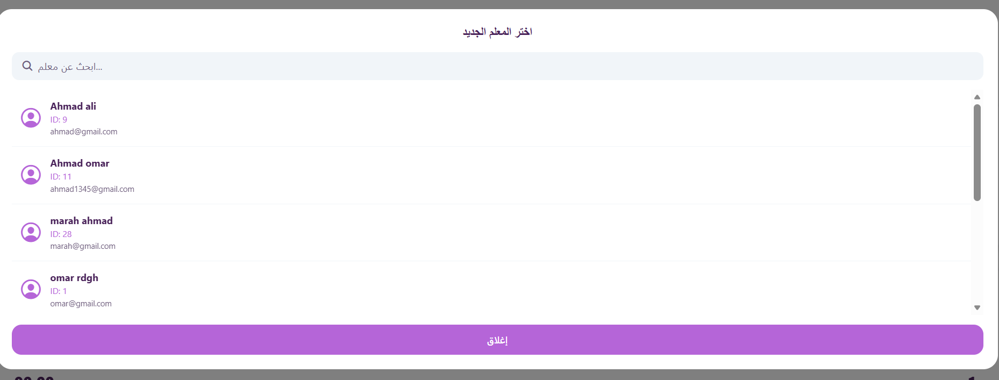 اختر المعلم الجديد
ابحث عن معلم...
Ahmad ali
ID: 9
ahmad@gmail.com
Ahmad omar
ID: 11
ahmad1345@gmail.com
marah ahmad
ID: 28
marah@gmail.com
omar rdgh
ID: 1
omar@gmail.com
إغلاق